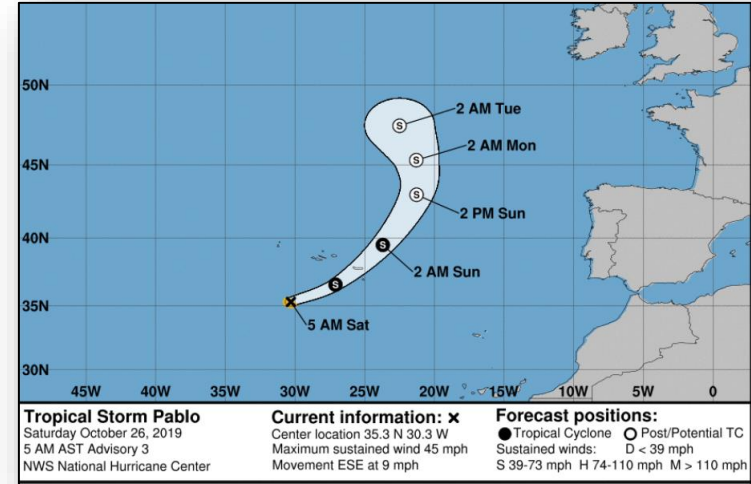 50N
45N
40N
35N
30N
2 AM Tue
S
2 AM Mon
S
2 PM Sun
S
2 AM Sun
S
S
5 AM Sat
45W 40W 35W 30W 25W 20W 15W 10W 5W 0
Tropical Storm Pablo
Saturday October 26, 2019
5 AM AST Advisory 3
NWS National Hurricane Center
Current information: x
Center location 35.3 N 30.3 W
Maximum sustained wind 45 mph
Movement ESE at 9 mph
Forecast positions:
● Tropical Cyclone ○ Post/Potential TC
Sustained winds: D < 39 mph
S 39-73 mph H 74-110 mph M > 110 mph